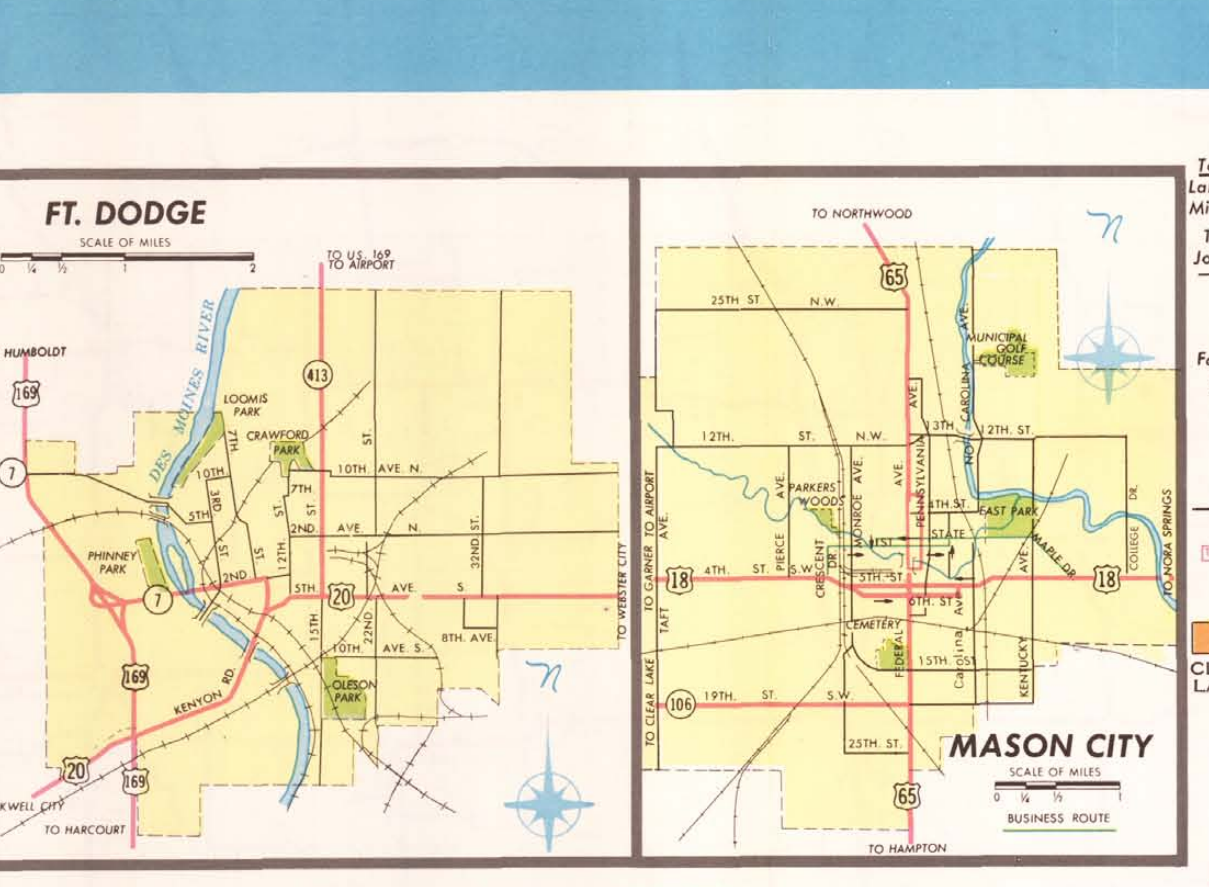 FT. DODGE
SCALE OF MILES
0 ¼ ½ 1 2
TO U.S. 169
TO AIRPORT
HUMBOLDT
169
DES MOINES RIVER
413
LOOMIS
PARK
7TH
CRAWFORD
PARK
ST.
7
10TH
10TH. AVE. N.
3RD
7TH
ST.
5TH
12TH. ST.
2ND. AVE. N
32ND. ST.
PHINNEY
PARK
ST
ST.
2ND
7
5TH.
20
AVE. S
TO WEBSTER CITY
15TH
22ND
8TH. AVE.
10TH. AVE. S.
169
KENYON RD.
OLESON
PARK
n
20
169
KWELL CITY
TO HARCOURT
TO NORTHWOOD
n
65
25TH ST. N.W.
MUNICIPAL
GOLF
COURSE
CAROLINA AVE.
NO.
AVE.
13TH
12TH. ST.
12TH. ST. N.W.
PENNSYLVANIA
AVE.
AVE.
AVE.
PARKERS
WOODS
MONROE
4TH. ST.
EAST PARK
COLLEGE DR.
TO NORA SPRINGS
TO GARNER TO AIRPORT
AVE.
PIERCE
CRESCENT
DR.
1ST
STATE
MAPLE DR.
AVE
18
4TH. ST. S.W.
5TH. ST
18
6TH. ST
TAFT
CEMETERY
FEDERAL
Carolina Ave
KENTUCKY
15TH. ST
TO CLEAR LAKE
106
19TH. ST. S.W.
25TH. ST.
MASON CITY
SCALE OF MILES
0 ¼ ½ 1
BUSINESS ROUTE
65
TO HAMPTON